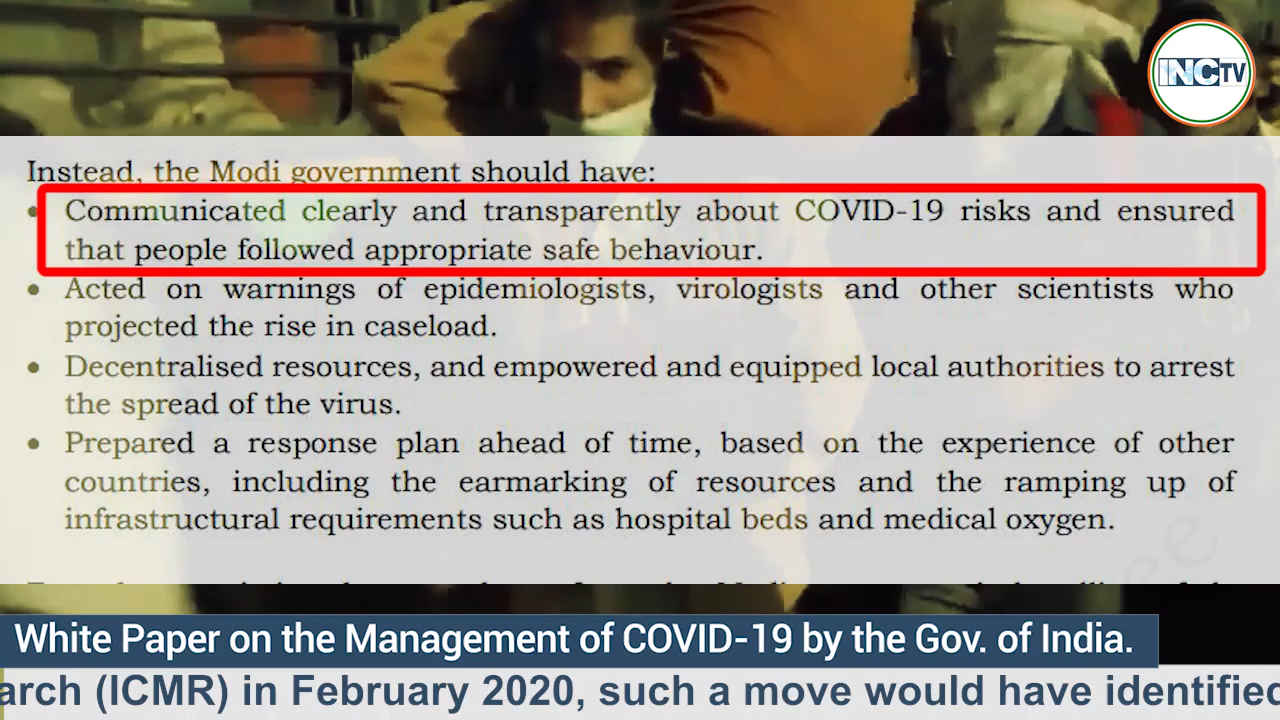 INCTV
Instead, the Modi government should have:
• Communicated clearly and transparently about COVID-19 risks and ensured
that people followed appropriate safe behaviour.
• Acted on warnings of epidemiologists, virologists and other scientists who
projected the rise in caseload.
• Decentralised resources, and empowered and equipped local authorities to arrest
the spread of the virus.
• Prepared a response plan ahead of time, based on the experience of other
countries, including the earmarking of resources and the ramping up of
infrastructural requirements such as hospital beds and medical oxygen.
White Paper on the Management of COVID-19 by the Gov. of India.
arch (ICMR) in February 2020, such a move would have identified